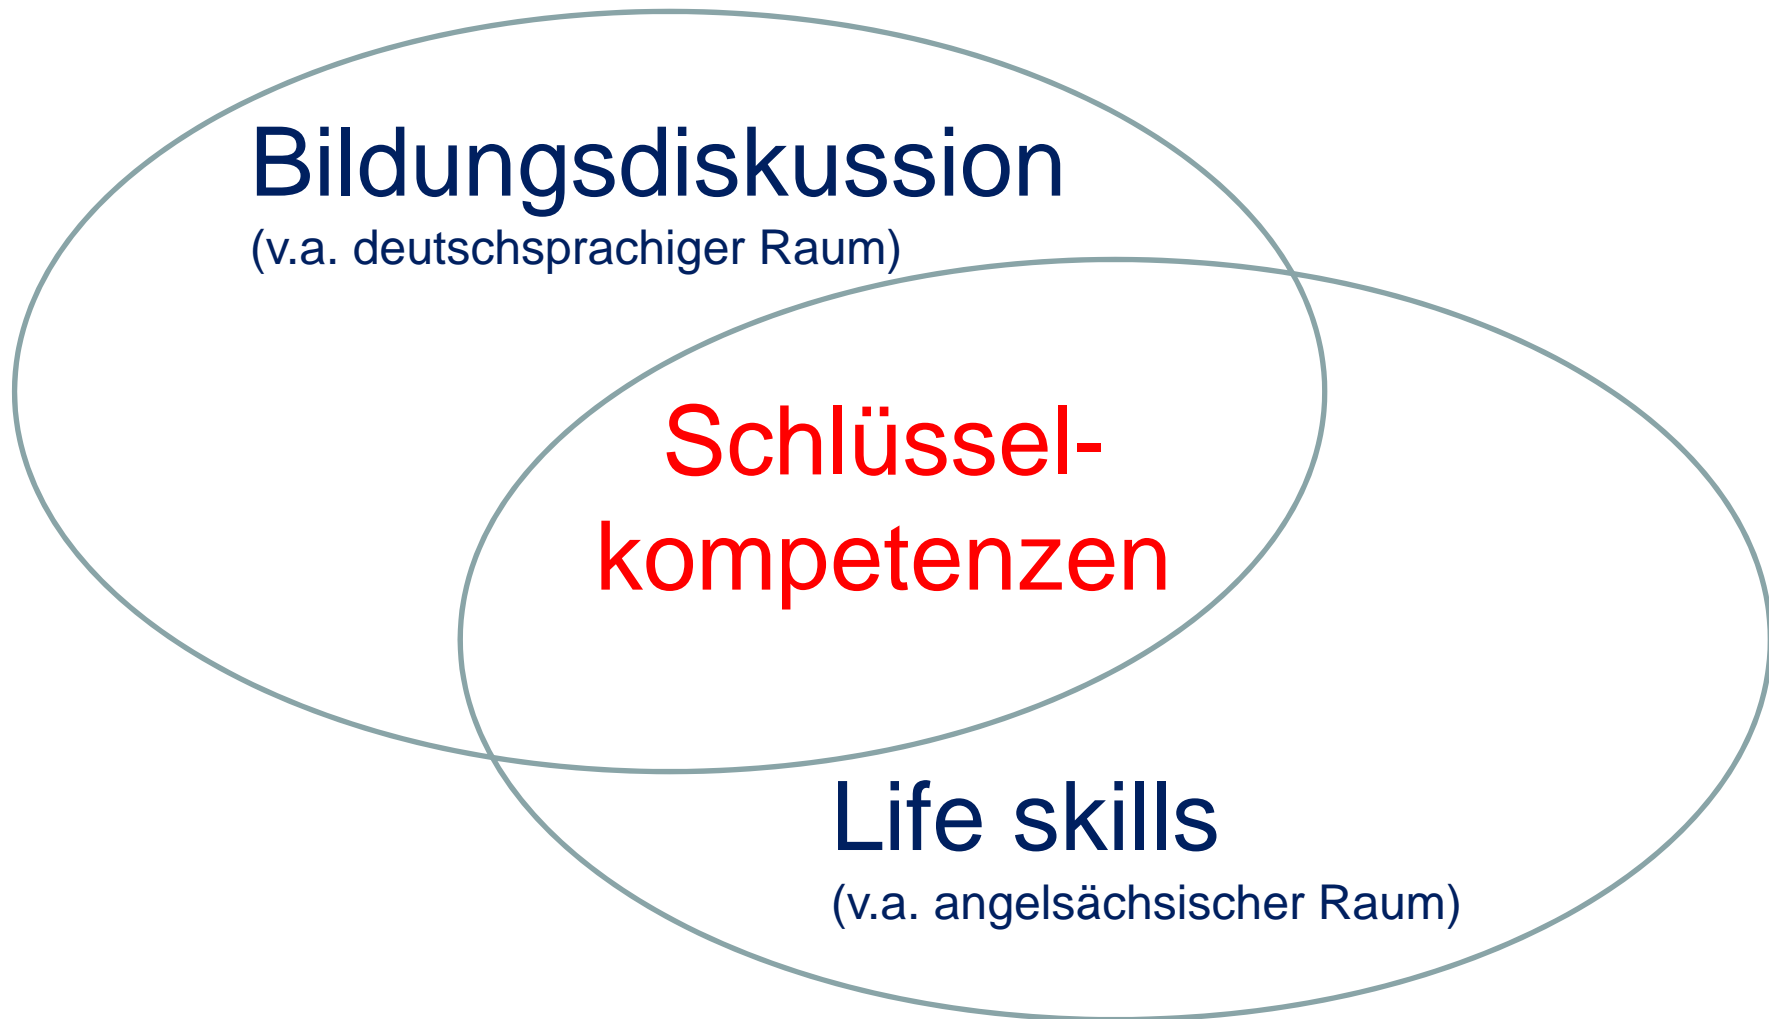 Bildungsdiskussion
(v.a. deutschsprachiger Raum)
Schlüssel-
kompetenzen
Life skills
(v.a. angelsächsischer Raum)